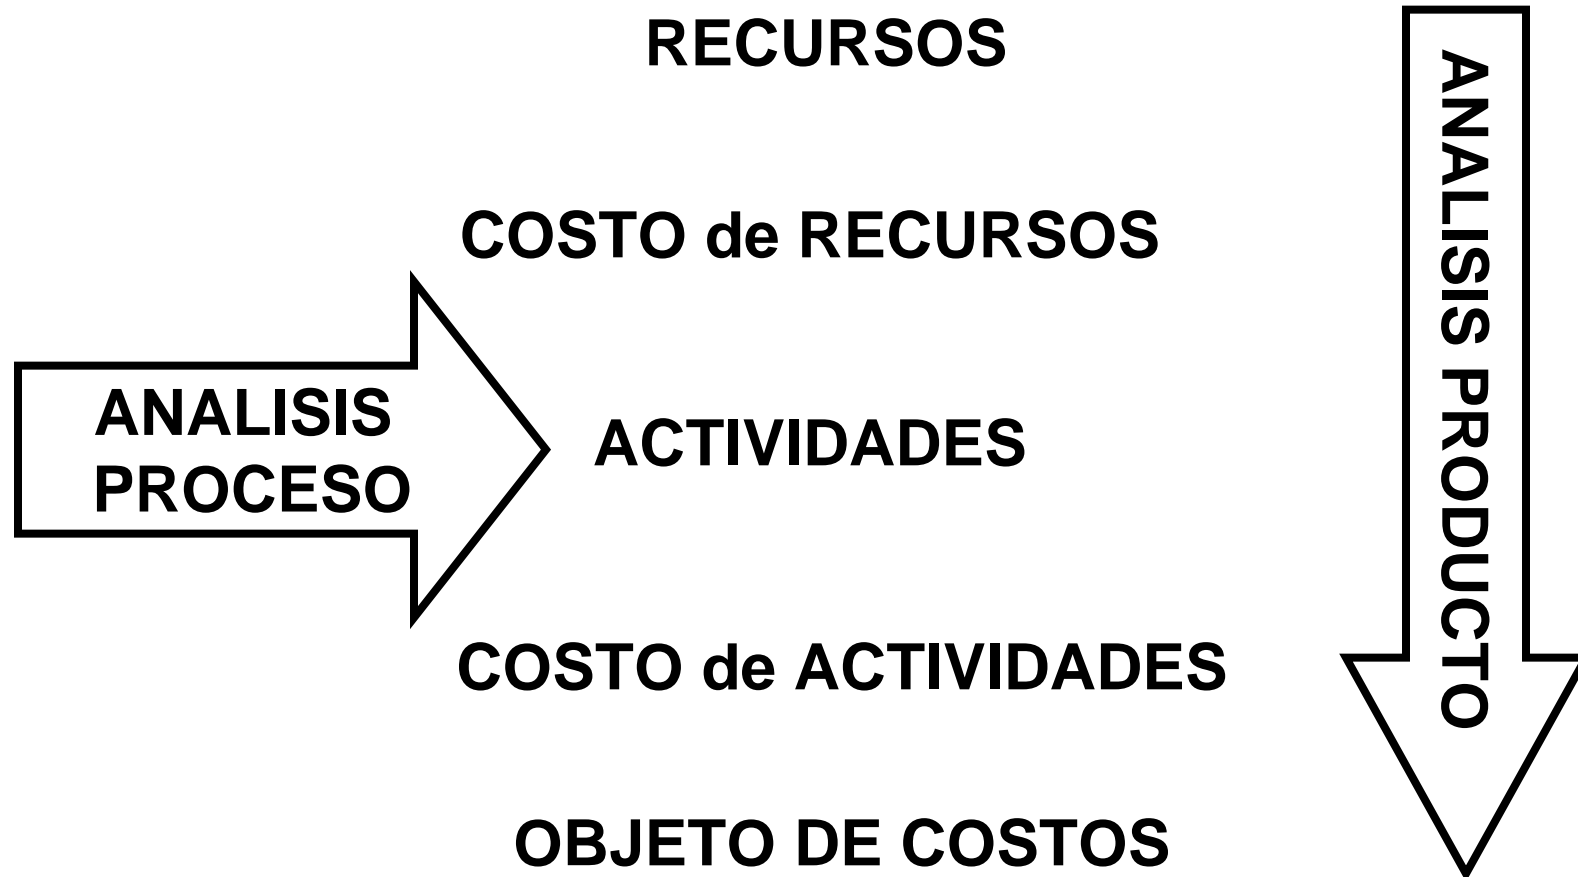 RECURSOS
COSTO de RECURSOS
ANALISIS
PROCESO
ACTIVIDADES
COSTO de ACTIVIDADES
OBJETO DE COSTOS
ANALISIS PRODUCTO